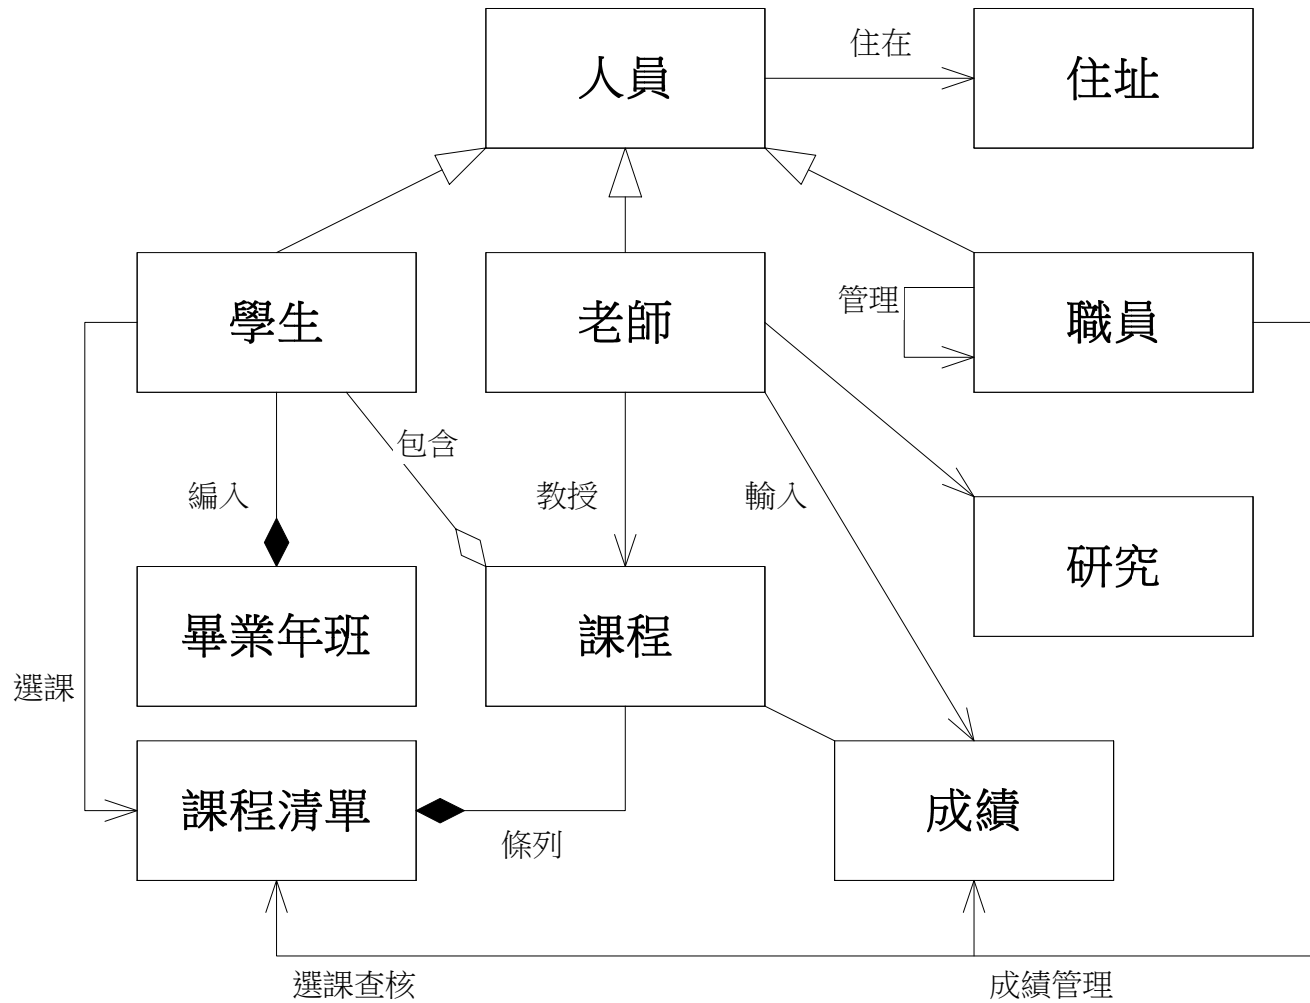 人員
住在
住址
學生
老師
管理
職員
包含
編入
教授
輸入
研究
畢業年班
課程
選課
課程清單
成績
條列
選課查核
成績管理